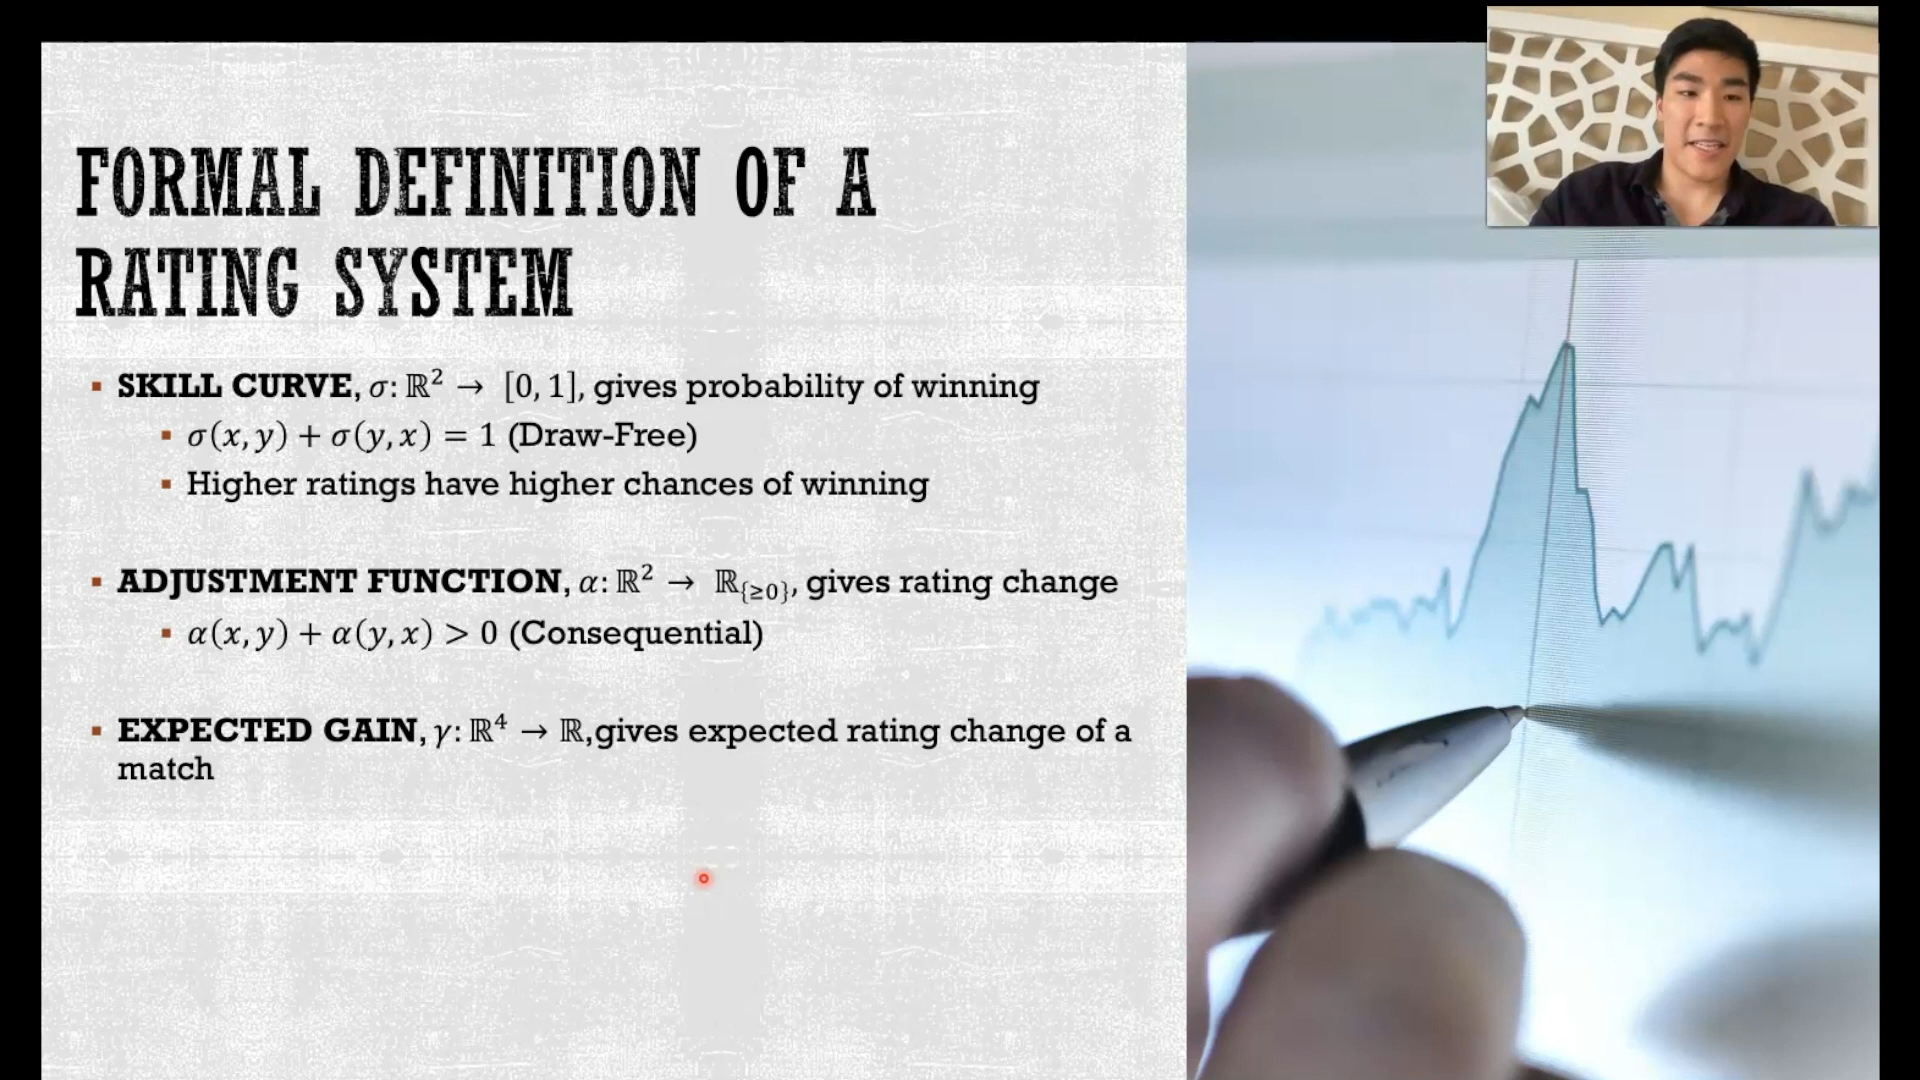 FORMAL DEFINITION OF A
RATING SYSTEM
▪ SKILL CURVE, σ: ℝ² → [0, 1], gives probability of winning
▪ σ(x, y) + σ(y, x) = 1 (Draw-Free)
▪ Higher ratings have higher chances of winning
▪ ADJUSTMENT FUNCTION, α: ℝ² → ℝ_{≥0}, gives rating change
▪ α(x, y) + α(y, x) > 0 (Consequential)
▪ EXPECTED GAIN, γ: ℝ⁴ → ℝ,gives expected rating change of a
match